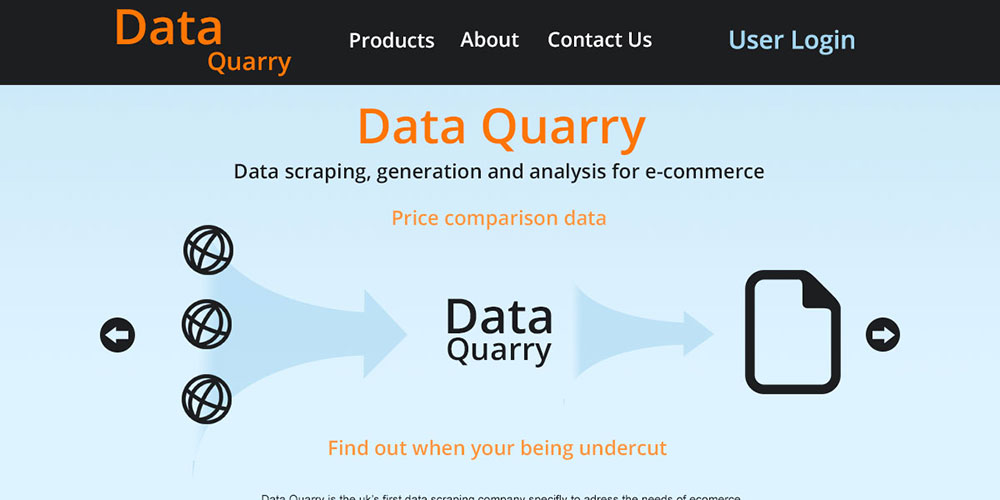 Data
Quarry
Products About Contact Us User Login
Data Quarry
Data scraping, generation and analysis for e-commerce
Price comparison data
Data
Quarry
Find out when your being undercut
Data Quarry is the uk's first data scraping company specifly to adress the needs of ecomerce